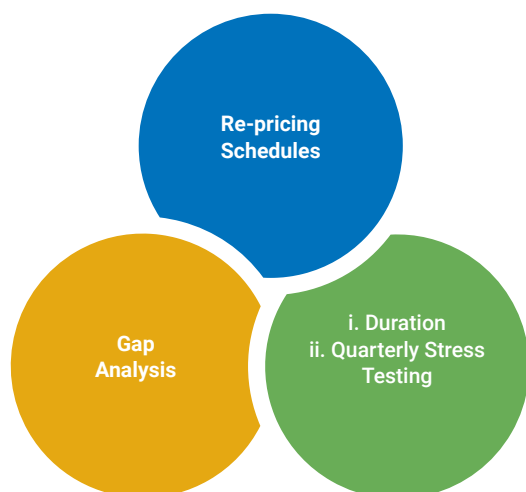 Re-pricing
Schedules
Gap
Analysis
i. Duration
ii. Quarterly Stress
Testing